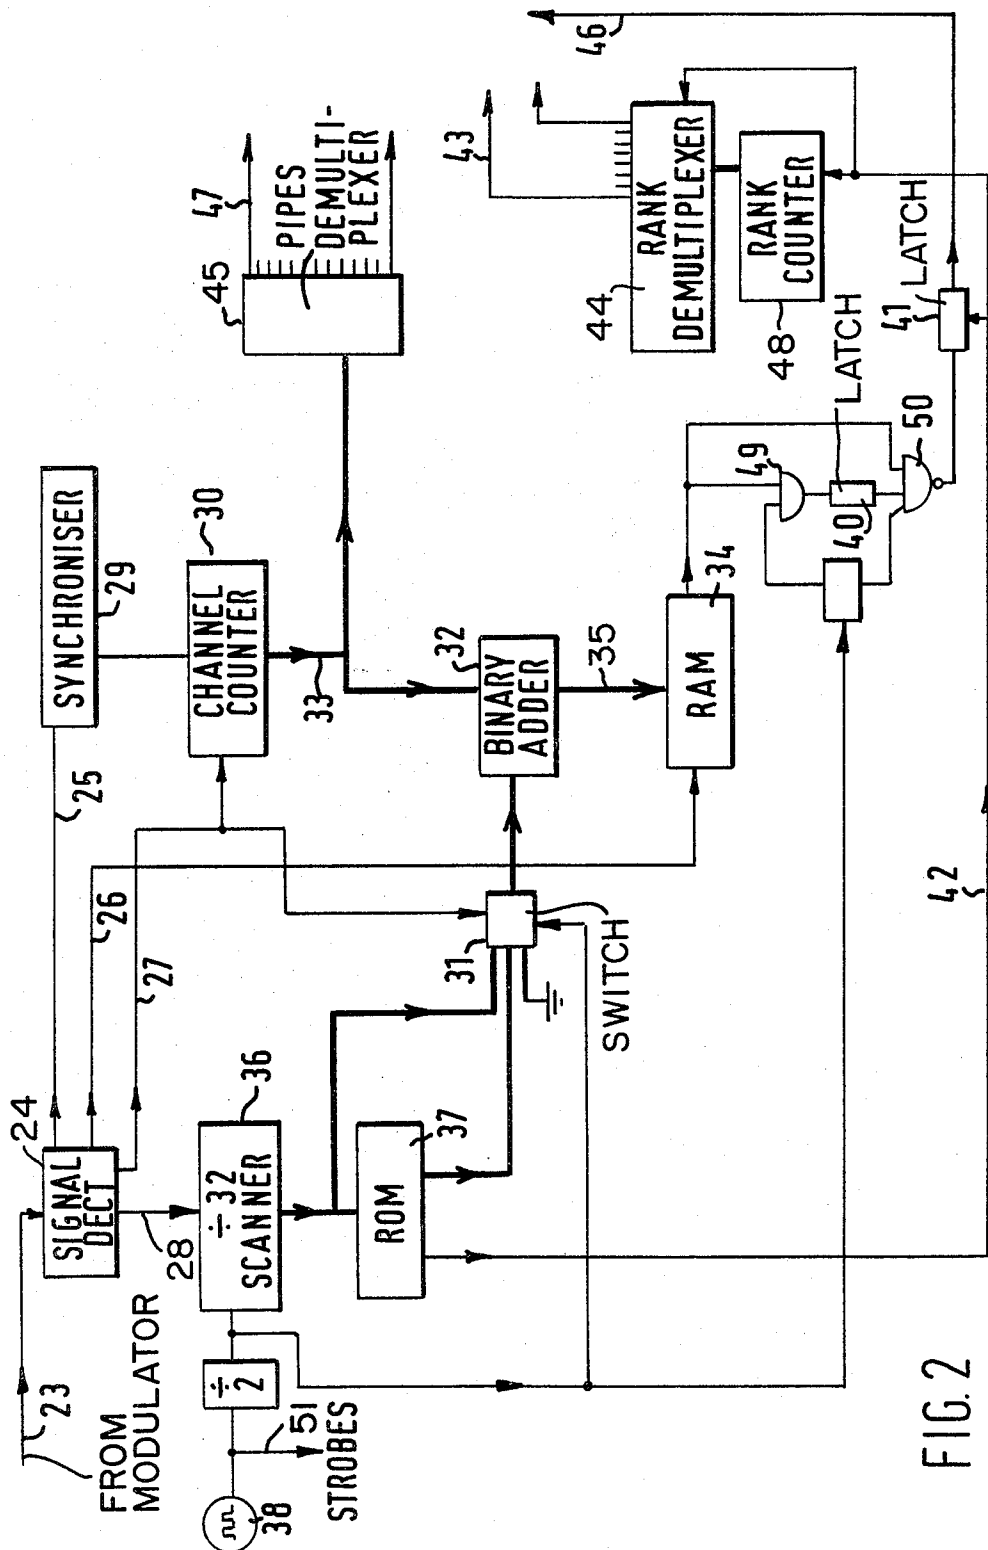 23
FROM
MODULATOR
24
SIGNAL
DECT
25
26
27
28
SYNCHRONISER
29
30
CHANNEL
COUNTER
33
45
47
PIPES
DEMULTI-
PLEXER
38
51
STROBES
÷
2
÷32
SCANNER
36
ROM
37
31
SWITCH
32
BINARY
ADDER
35
RAM
34
43
46
44
RANK
DEMULTIPLEXER
RANK
COUNTER
48
LATCH
49
40
50
41
LATCH
42
FIG. 2